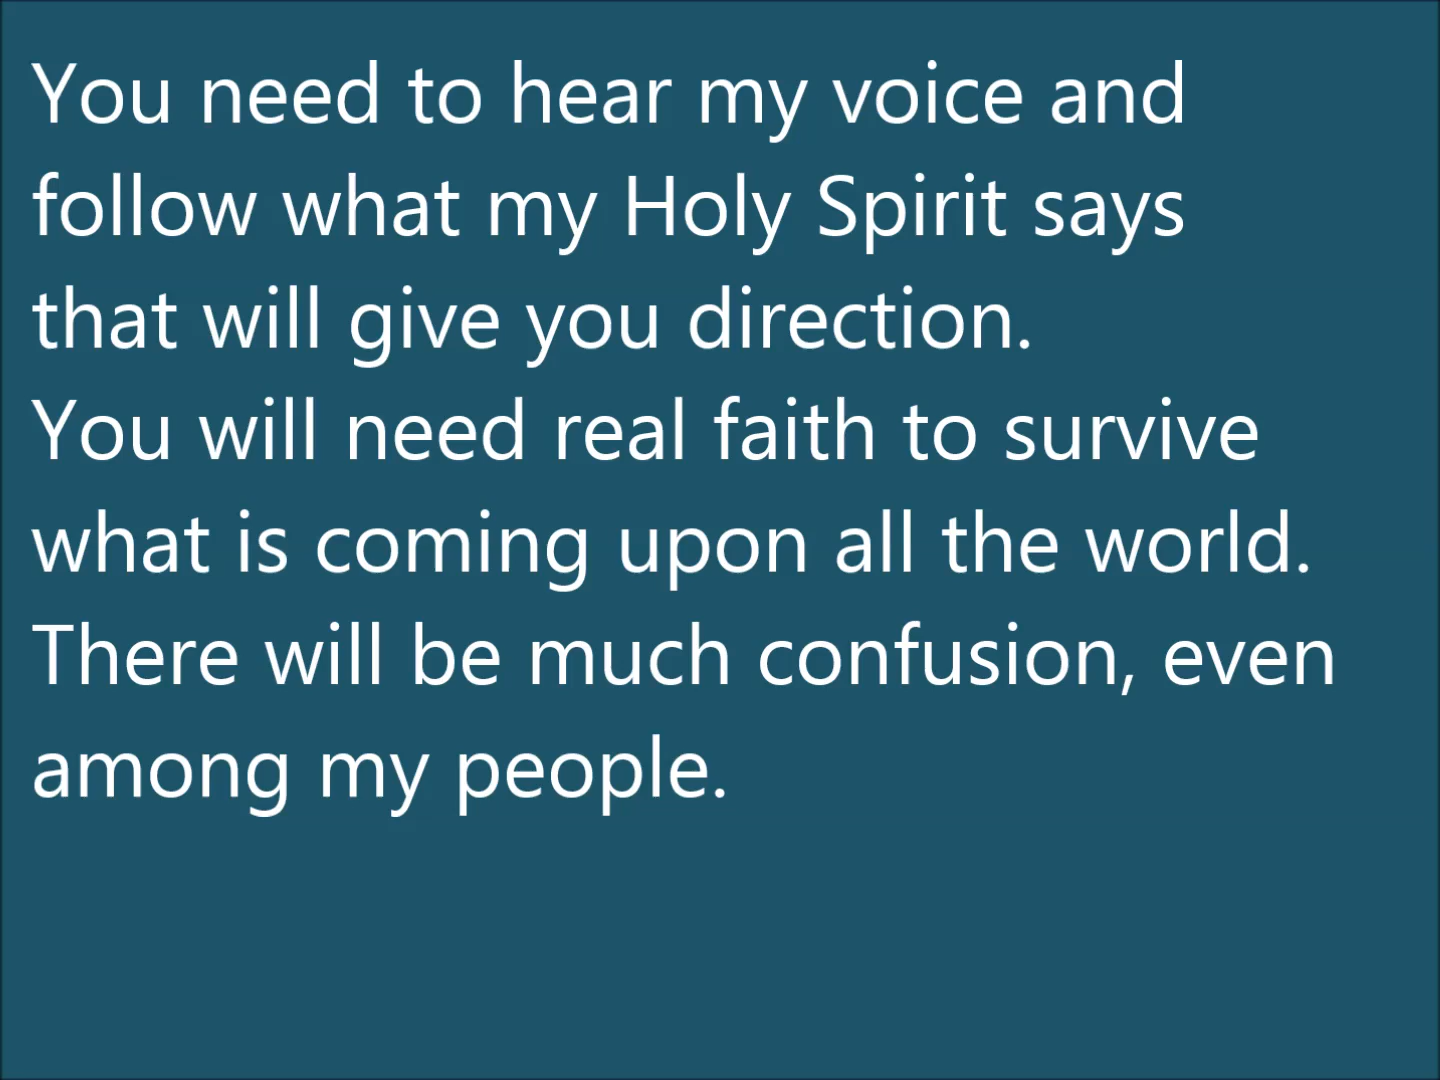 You need to hear my voice and
follow what my Holy Spirit says
that will give you direction.
You will need real faith to survive
what is coming upon all the world.
There will be much confusion, even
among my people.